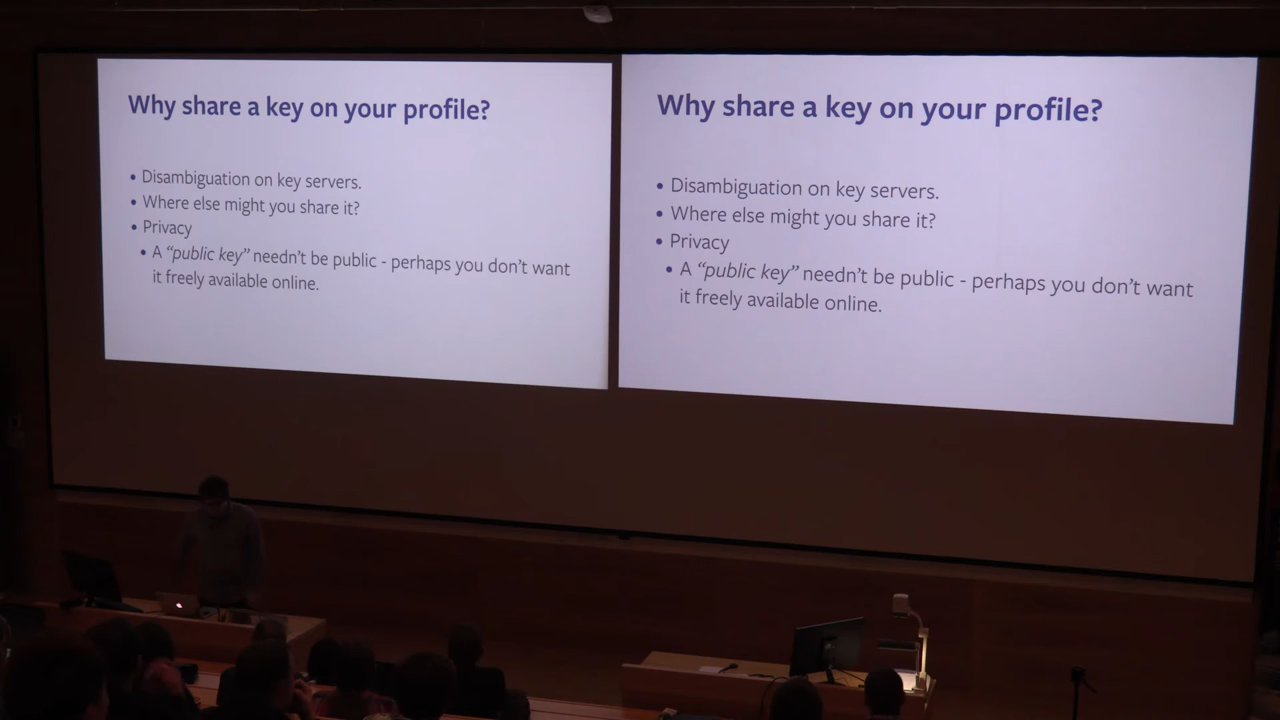 Why share a key on your profile?
• Disambiguation on key servers.
• Where else might you share it?
• Privacy
• A “public key” needn’t be public - perhaps you don’t want
it freely available online.
Why share a key on your profile?
• Disambiguation on key servers.
• Where else might you share it?
• Privacy
• A “public key” needn’t be public - perhaps you don’t want
it freely available online.